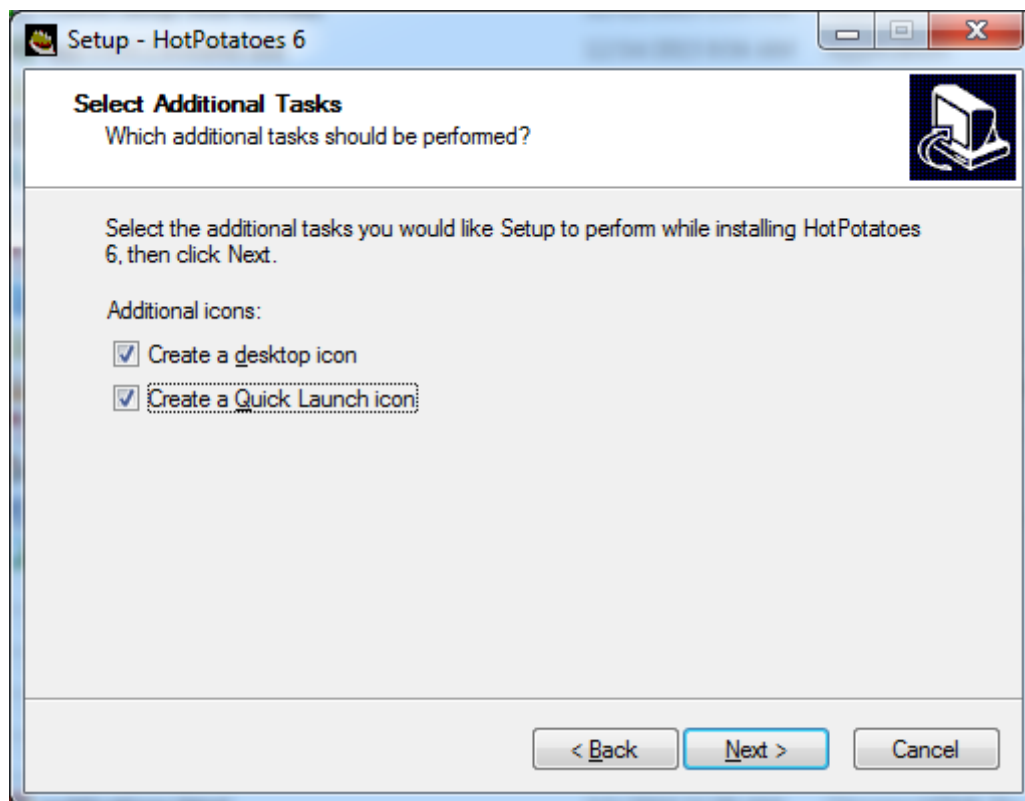 Setup - HotPotatoes 6
Select Additional Tasks
Which additional tasks should be performed?
Select the additional tasks you would like Setup to perform while installing HotPotatoes
6, then click Next.
Additional icons:
Create a desktop icon
Create a Quick Launch icon
< Back Next > Cancel